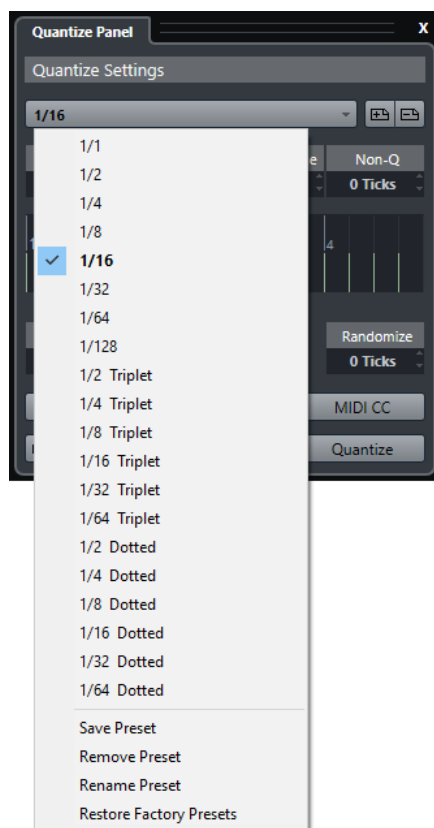 Quantize Panel
X
Quantize Settings
1/16
1/1
1/2
1/4
1/8
1/16
1/32
1/64
1/128
1/2 Triplet
1/4 Triplet
1/8 Triplet
1/16 Triplet
1/32 Triplet
1/64 Triplet
1/2 Dotted
1/4 Dotted
1/8 Dotted
1/16 Dotted
1/32 Dotted
1/64 Dotted
Save Preset
Remove Preset
Rename Preset
Restore Factory Presets
Non-Q
0 Ticks
4
Randomize
0 Ticks
MIDI CC
Quantize